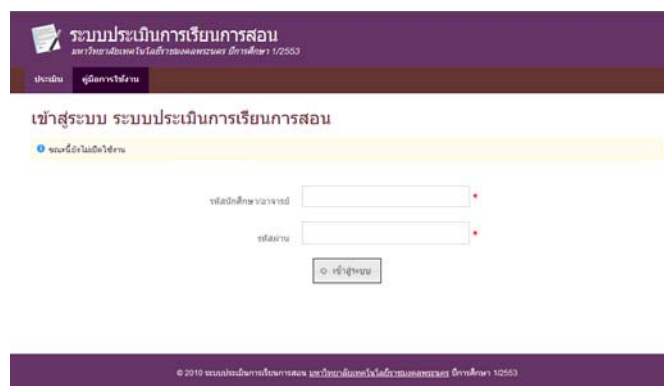 ระบบประเมินการเรียนการสอน
มหาวิทยาลัยเทคโนโลยีราชมงคลพระนคร ปีการศึกษา 1/2553
ประเมิน คู่มือการใช้งาน
เข้าสู่ระบบ ระบบประเมินการเรียนการสอน
ขณะนี้ยังไม่เปิดใช้งาน
รหัสนักศึกษา/อาจารย์ *
รหัสผ่าน *
เข้าสู่ระบบ
© 2010 ระบบประเมินการเรียนการสอน มหาวิทยาลัยเทคโนโลยีราชมงคลพระนคร ปีการศึกษา 1/2553